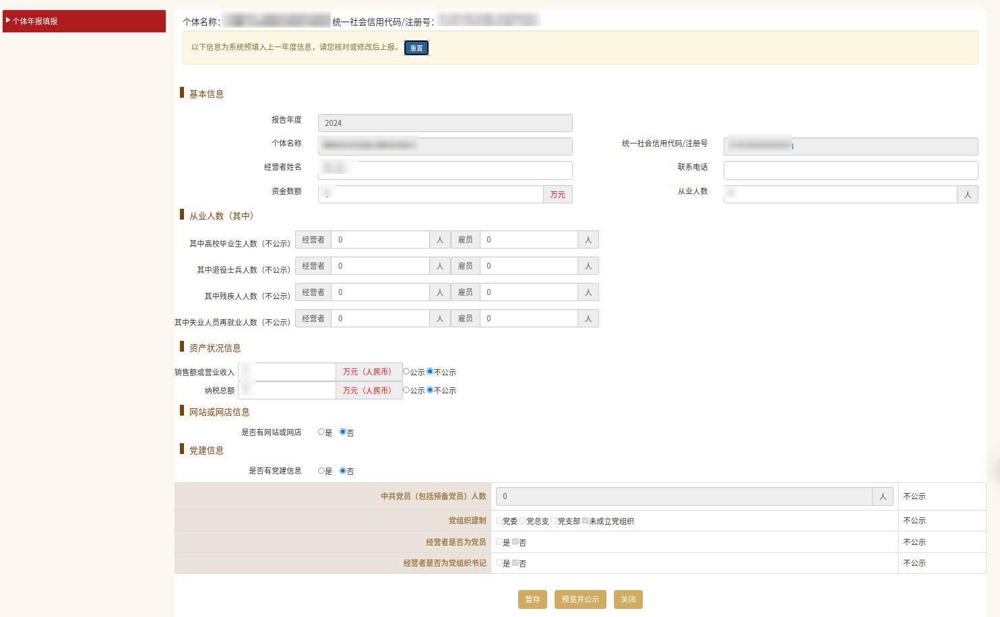 个体年报填报
个体名称： 统一社会信用代码/注册号：
以下信息为系统预填入上一年度信息，请您核对或修改后上报。 重置
基本信息
报告年度 2024
个体名称 统一社会信用代码/注册号
经营者姓名 联系电话
资金数额 万元 从业人数 人
从业人数（其中）
其中高校毕业生人数（不公示） 经营者 0 人 雇员 0 人
其中退役士兵人数（不公示） 经营者 0 人 雇员 0 人
其中残疾人人数（不公示） 经营者 0 人 雇员 0 人
其中失业人员再就业人数（不公示） 经营者 0 人 雇员 0 人
资产状况信息
销售额或营业收入 万元（人民币） 公示 不公示
纳税总额 万元（人民币） 公示 不公示
网站或网店信息
是否有网站或网店 是 否
党建信息
是否有党建信息 是 否
中共党员（包括预备党员）人数 0 人 不公示
党组织建制 党委 党总支 党支部 未成立党组织 不公示
经营者是否为党员 是 否 不公示
经营者是否为党组织书记 是 否 不公示
暂存 预览并公示 关闭